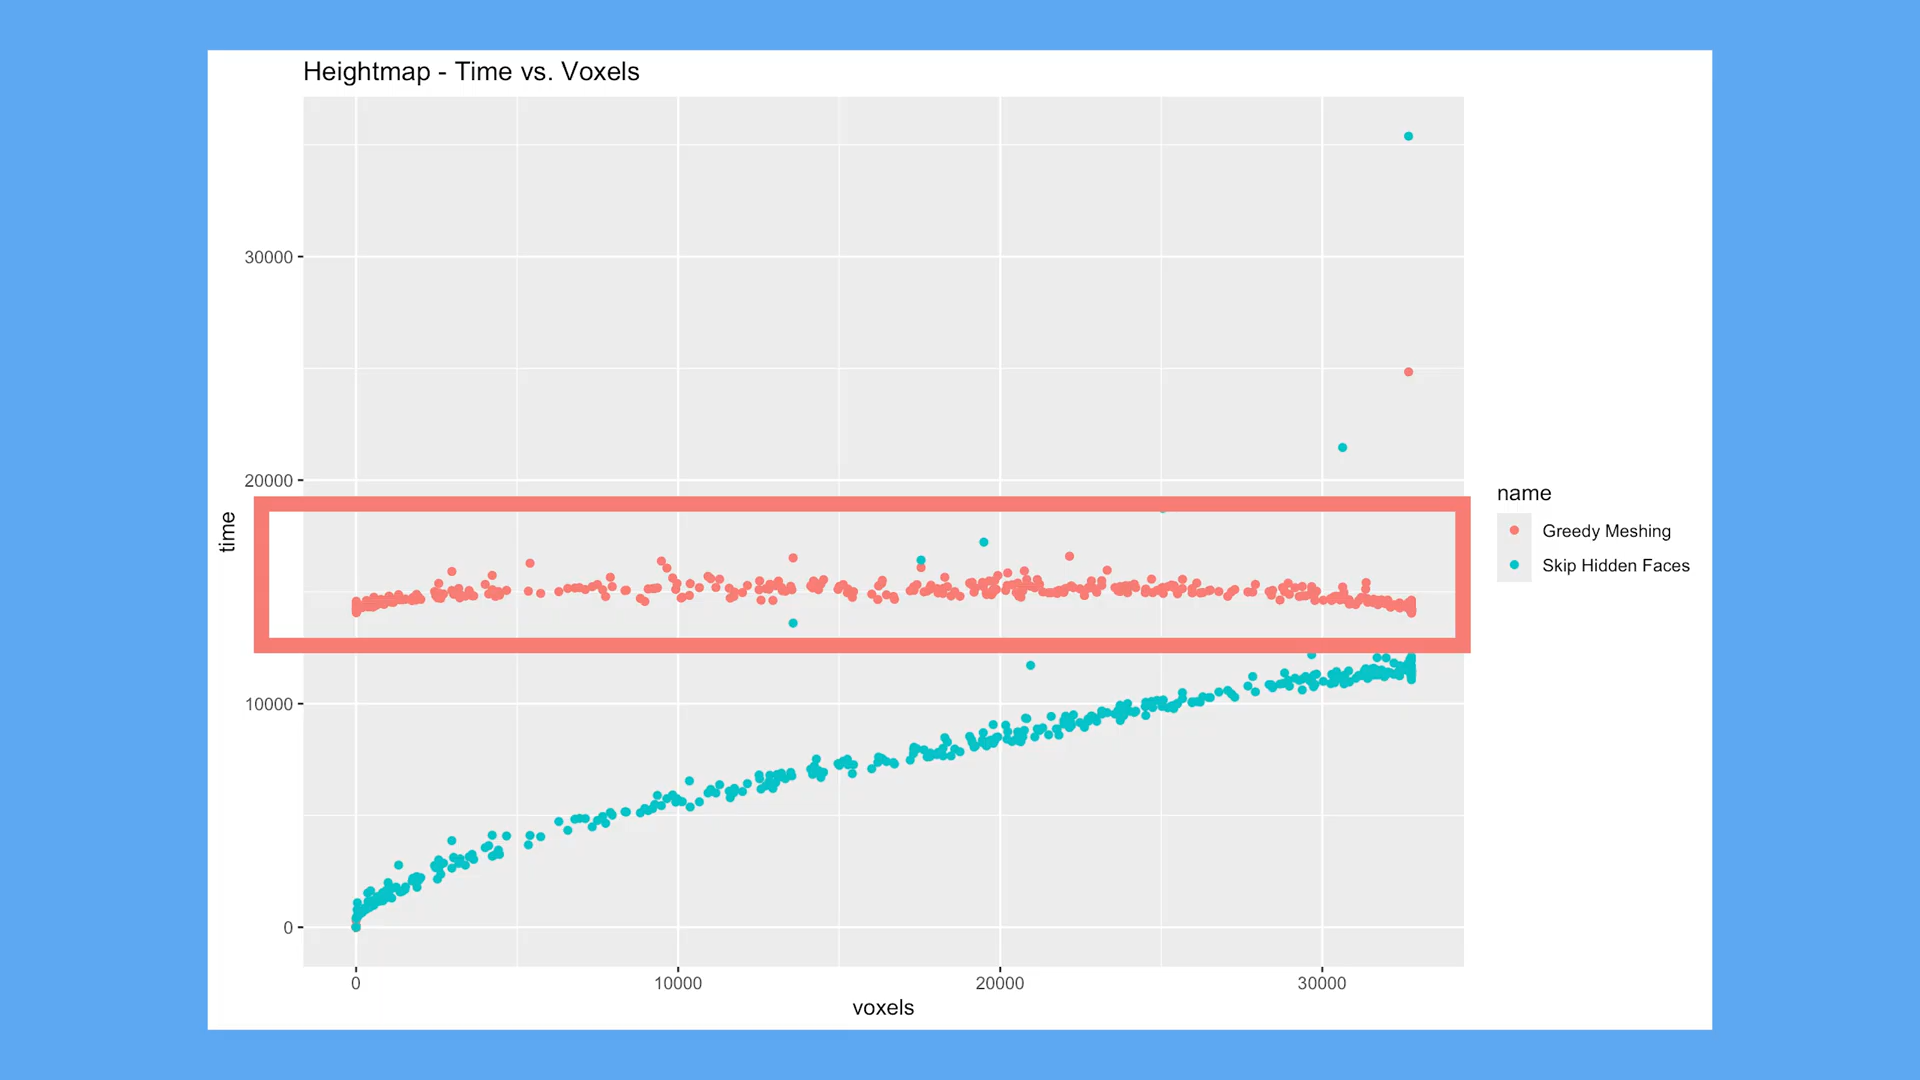 Heightmap - Time vs. Voxels
30000
20000
10000
0
time
0 10000 20000 30000
voxels
name
Greedy Meshing
Skip Hidden Faces